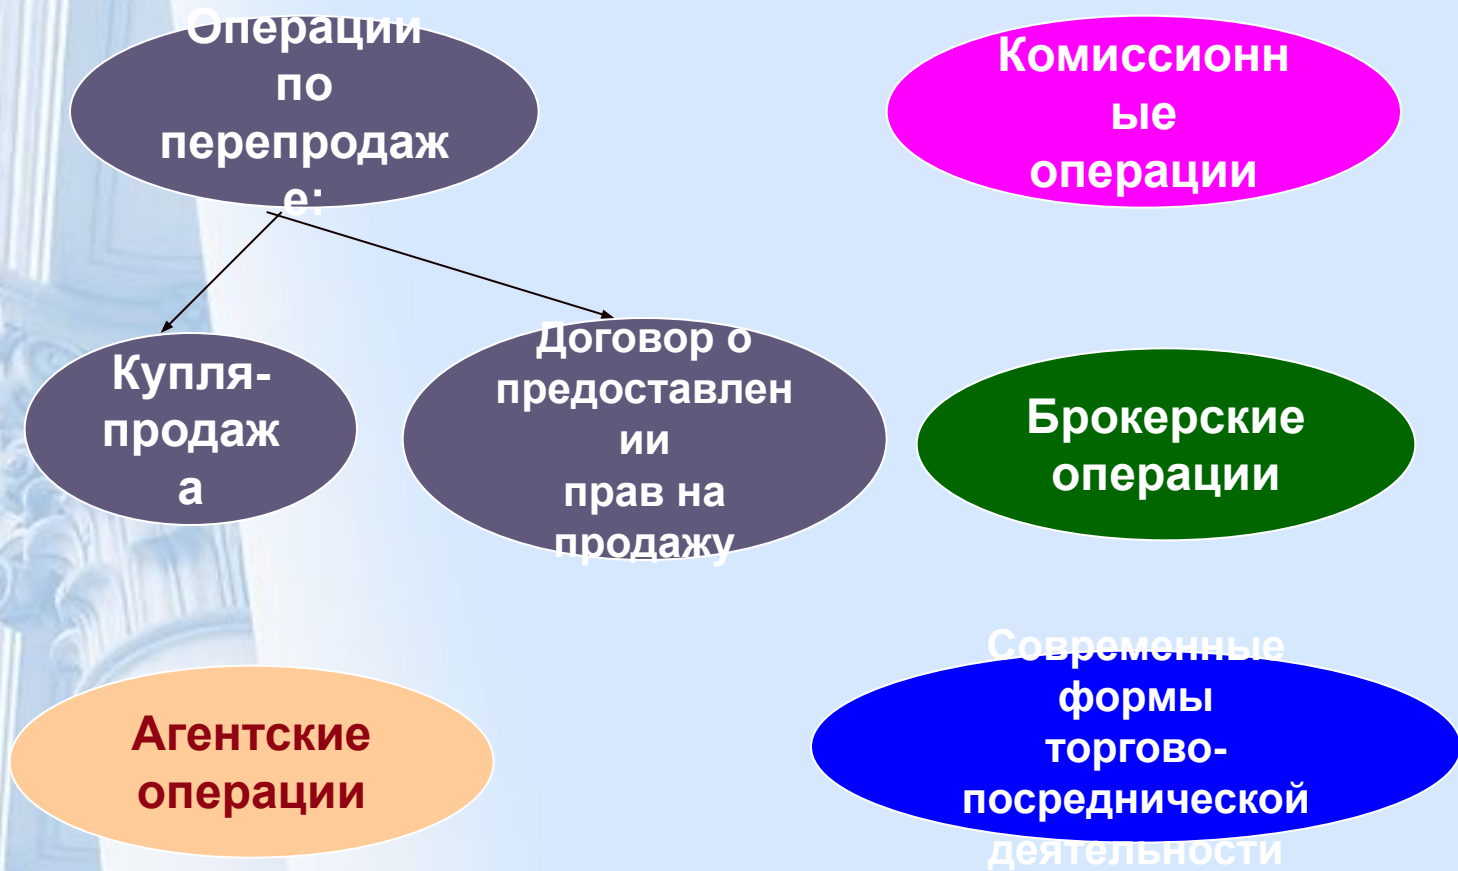 Операции
по
перепродаж
е:
Комиссионн
ые
операции
Купля-
продаж
а
Договор о
предоставлен
ии
прав на
продажу
Брокерские
операции
Агентские
операции
Современные
формы
торгово-
посреднической
деятельности